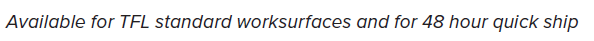 Available for TFL standard worksurfaces and for 48 hour quick ship